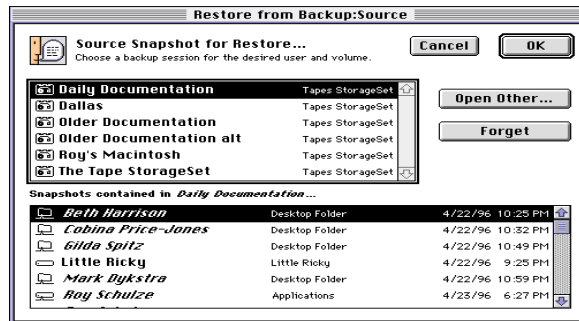 Restore from Backup:Source
Source Snapshot for Restore...
Choose a backup session for the desired user and volume.
Cancel
OK
Daily Documentation Tapes StorageSet
Dallas Tapes StorageSet
Older Documentation Tapes StorageSet
Older Documentation alt Tapes StorageSet
Roy's Macintosh Tapes StorageSet
The Tape StorageSet Tapes StorageSet
Open Other...
Forget
Snapshots contained in Daily Documentation...
Beth Harrison Desktop Folder 4/22/96 10:25 PM
Cobina Price-Jones Desktop Folder 4/22/96 10:32 PM
Gilda Spitz Desktop Folder 4/22/96 10:49 PM
Little Ricky Little Ricky 4/22/96 9:25 PM
Mark Dykstra Desktop Folder 4/22/96 10:59 PM
Roy Schulze Applications 4/23/96 6:27 PM